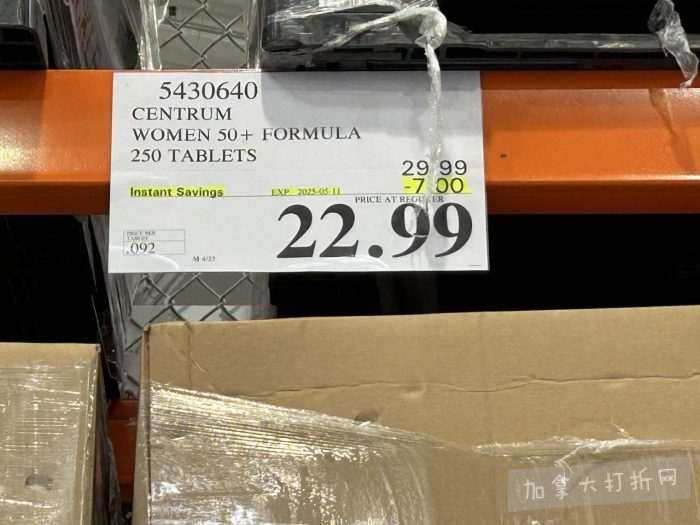 5430640
CENTRUM
WOMEN 50+ FORMULA
250 TABLETS
29.99
Instant Savings EXP. 2025-05-11 -7.00
PRICE AT REGISTER
22.99
PRICE PER
TABLET
.092
M 4/25
加拿大打折网